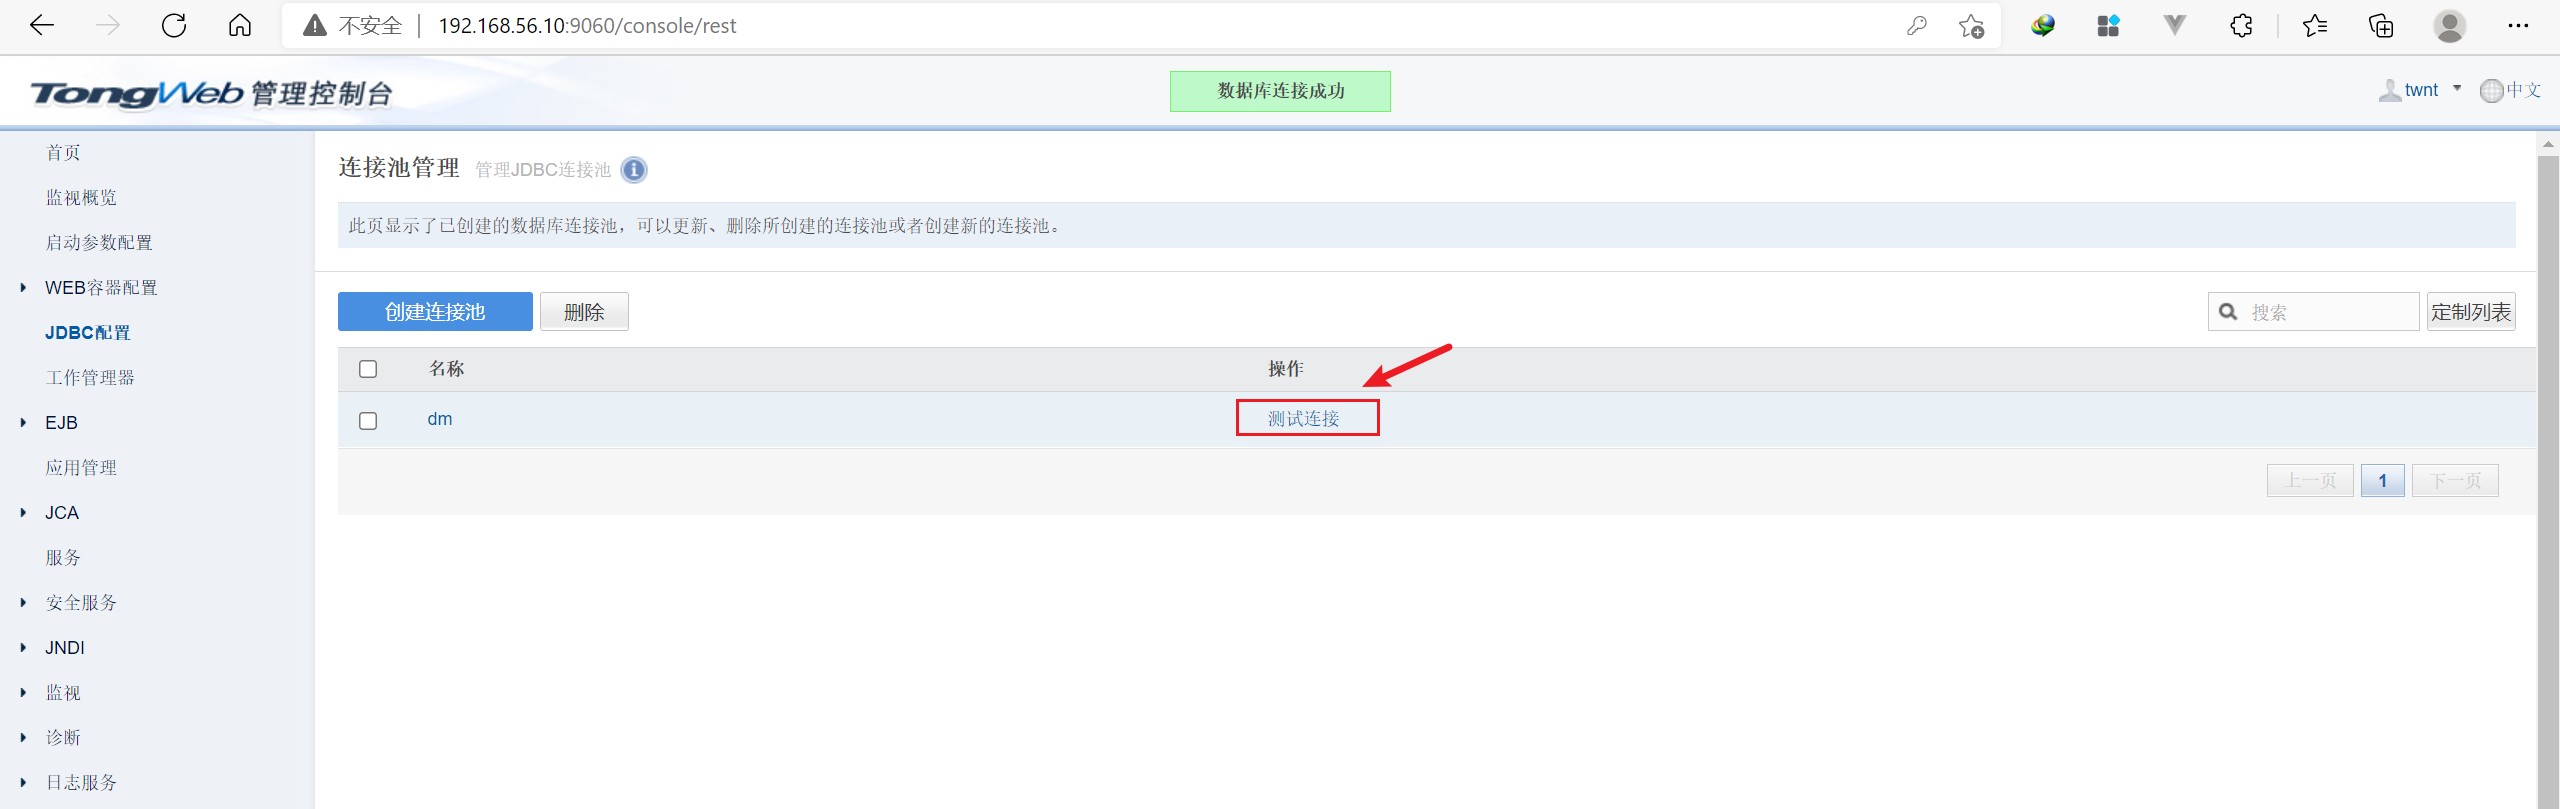 不安全 192.168.56.10:9060/console/rest
TongWeb 管理控制台
数据库连接成功
twnt 中文
首页
监视概览
启动参数配置
WEB容器配置
JDBC配置
工作管理器
EJB
应用管理
JCA
服务
安全服务
JNDI
监视
诊断
日志服务
连接池管理 管理JDBC连接池
此页显示了已创建的数据库连接池，可以更新、删除所创建的连接池或者创建新的连接池。
创建连接池 删除 搜索 定制列表
名称 操作
dm 测试连接
上一页 1 下一页